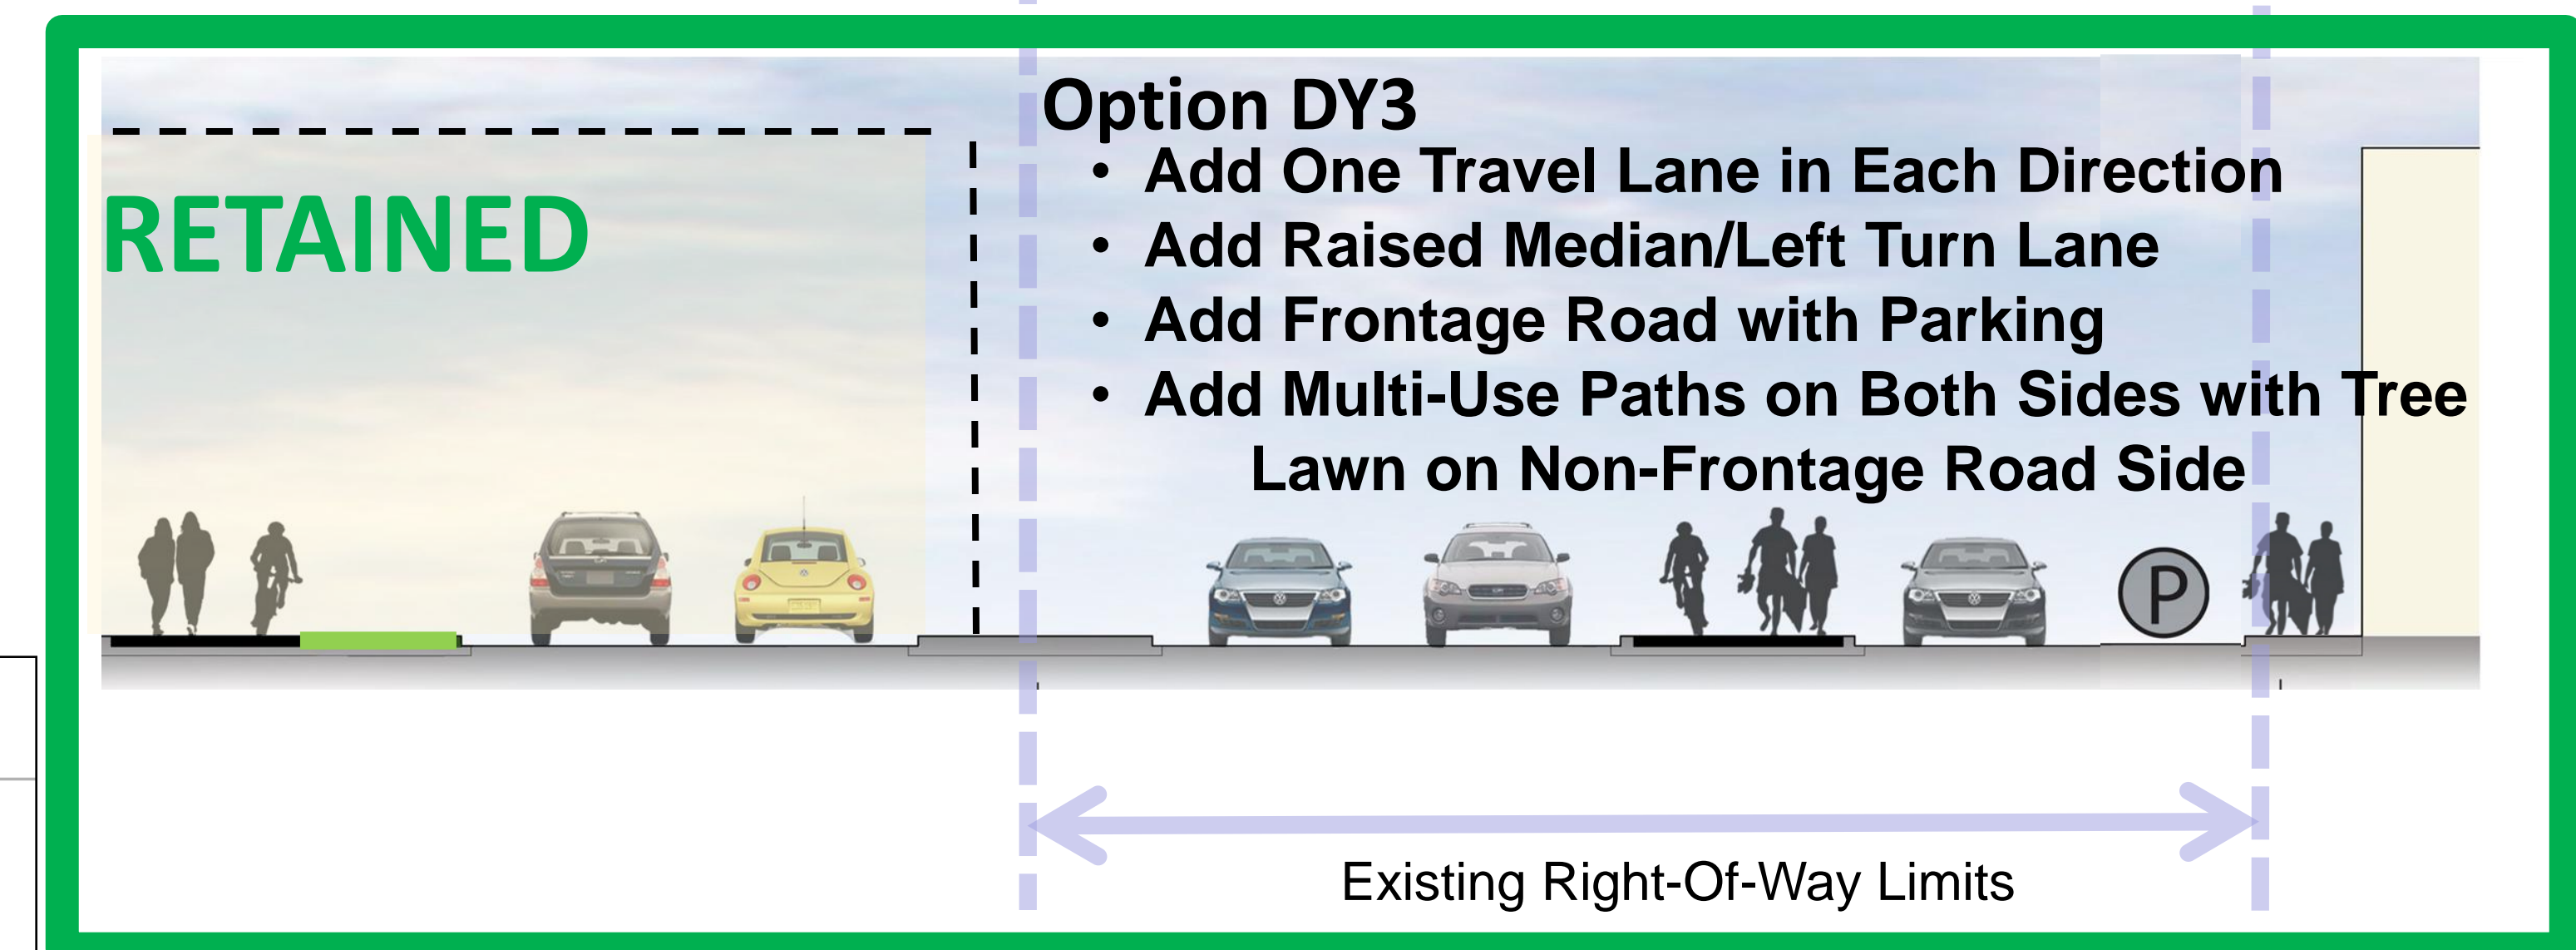 Option DY3
• Add One Travel Lane in Each Direction
RETAINED
• Add Raised Median/Left Turn Lane
• Add Frontage Road with Parking
• Add Multi-Use Paths on Both Sides with Tree
Lawn on Non-Frontage Road Side
P
Existing Right-Of-Way Limits